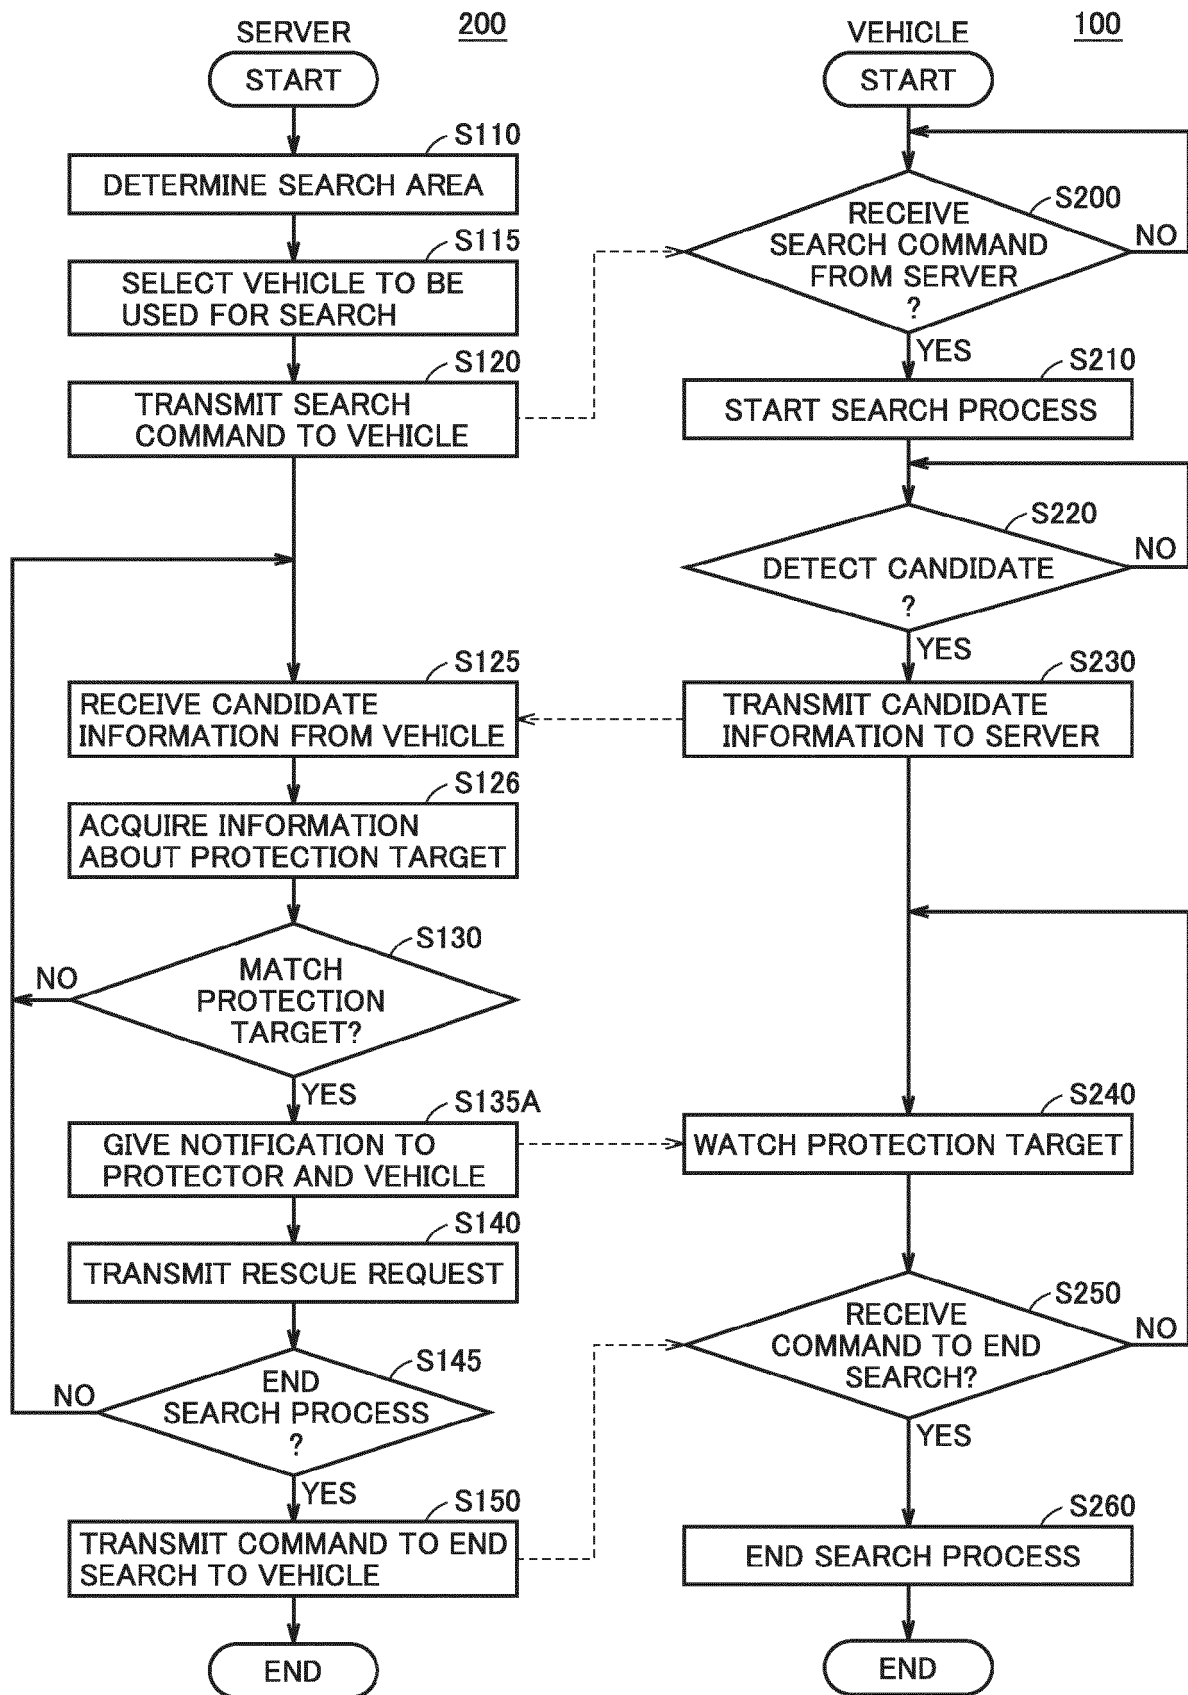 SERVER
200
START
S110
DETERMINE SEARCH AREA
S115
SELECT VEHICLE TO BE
USED FOR SEARCH
S120
TRANSMIT SEARCH
COMMAND TO VEHICLE
S125
RECEIVE CANDIDATE
INFORMATION FROM VEHICLE
S126
ACQUIRE INFORMATION
ABOUT PROTECTION TARGET
S130
MATCH
PROTECTION
TARGET?
NO
YES
S135A
GIVE NOTIFICATION TO
PROTECTOR AND VEHICLE
S140
TRANSMIT RESCUE REQUEST
S145
END
SEARCH PROCESS
?
NO
YES
S150
TRANSMIT COMMAND TO END
SEARCH TO VEHICLE
END
VEHICLE
100
START
S200
RECEIVE
SEARCH COMMAND
FROM SERVER
?
NO
YES
S210
START SEARCH PROCESS
S220
DETECT CANDIDATE
?
NO
YES
S230
TRANSMIT CANDIDATE
INFORMATION TO SERVER
S240
WATCH PROTECTION TARGET
S250
RECEIVE
COMMAND TO END
SEARCH?
NO
YES
S260
END SEARCH PROCESS
END